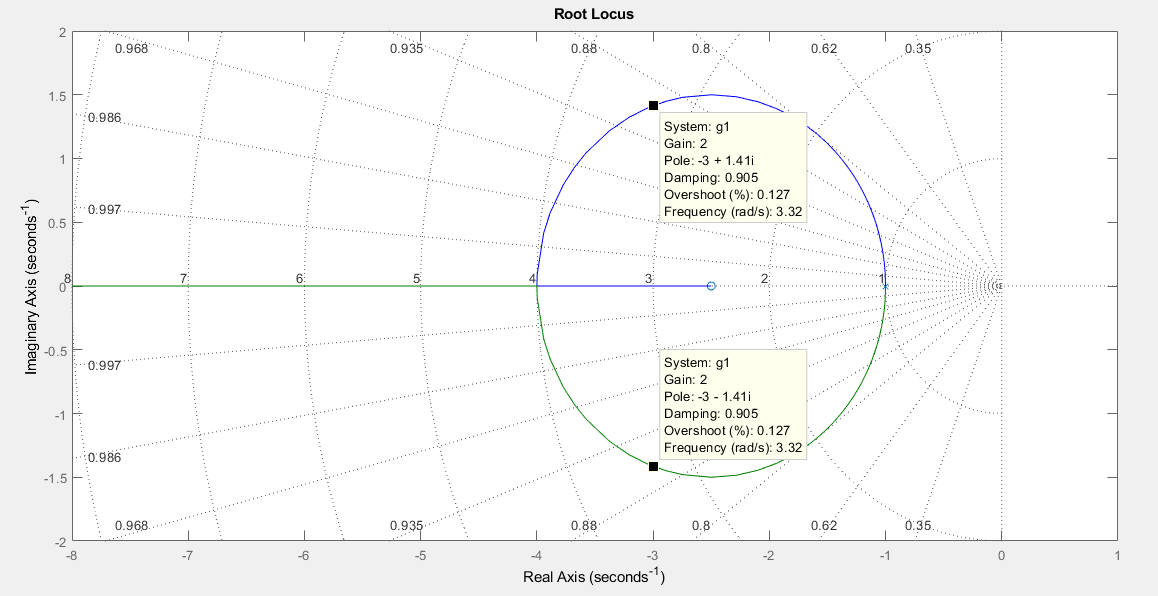 Root Locus
2
1.5
1
0.5
0
-0.5
-1
-1.5
-2
Imaginary Axis (seconds-1)
0.968
0.935
0.88
0.8
0.62
0.35
0.986
0.997
8
7
6
5
4
3
2
1
System: g1
Gain: 2
Pole: -3 + 1.41i
Damping: 0.905
Overshoot (%): 0.127
Frequency (rad/s): 3.32
System: g1
Gain: 2
Pole: -3 - 1.41i
Damping: 0.905
Overshoot (%): 0.127
Frequency (rad/s): 3.32
0.997
0.986
0.968
0.935
0.88
0.8
0.62
0.35
-8
-7
-6
-5
-4
-3
-2
-1
0
1
Real Axis (seconds-1)